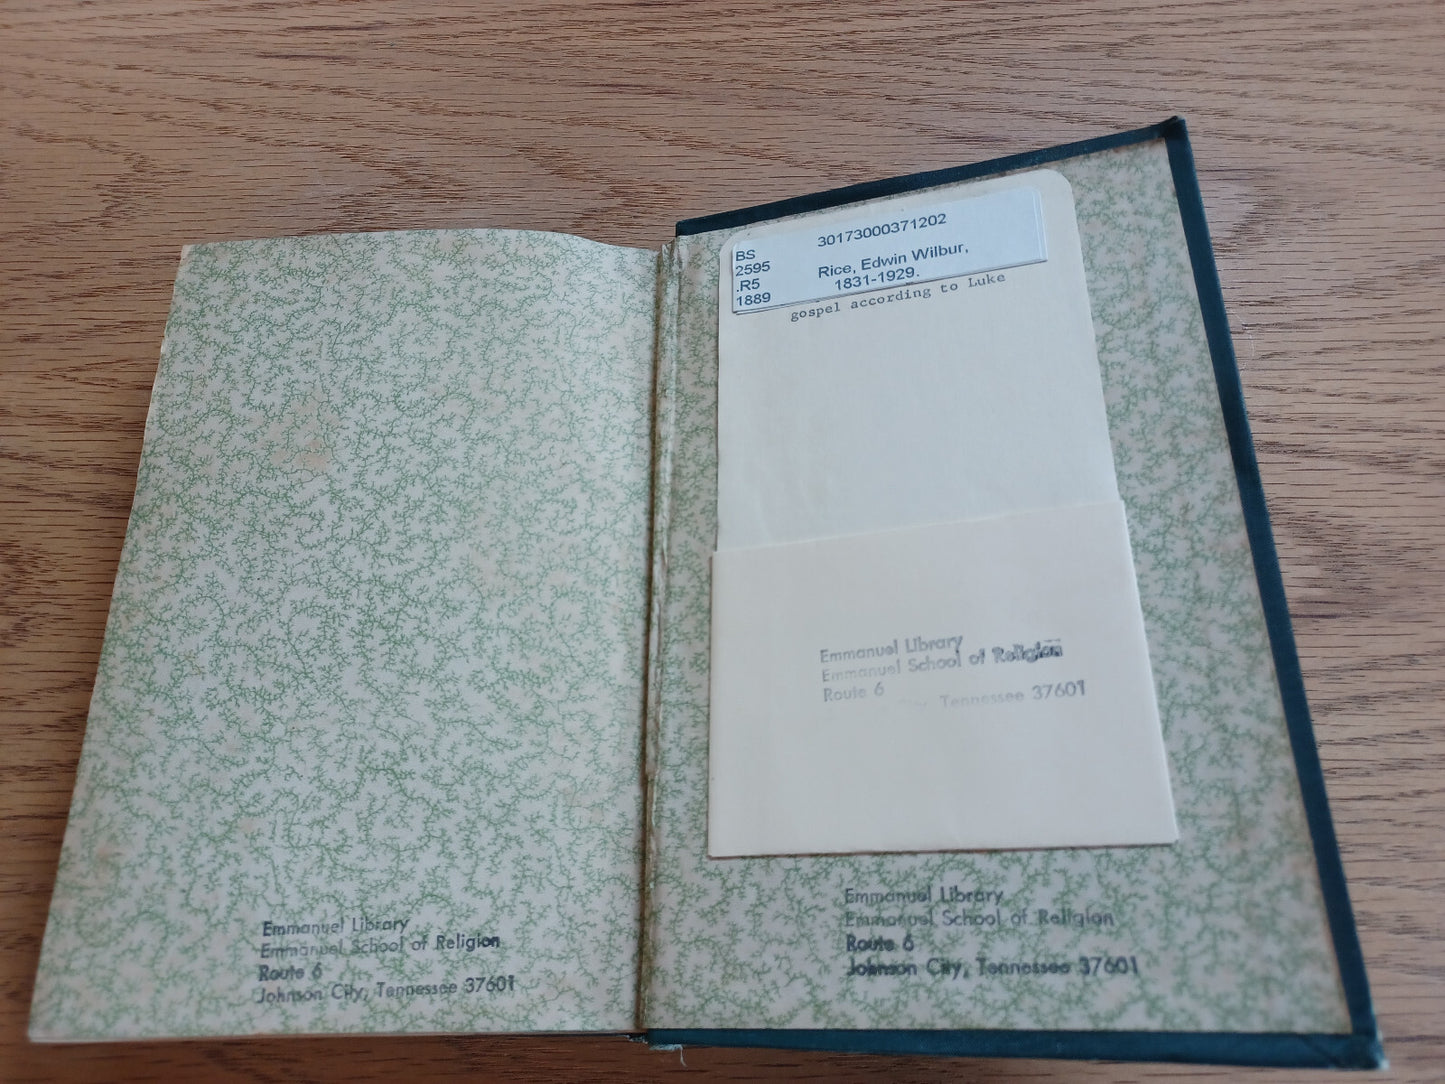 BS
2595
.R5
1889
30173000371202
Rice, Edwin Wilbur,
1831-1929.
gospel according to Luke
Emmanuel Library
Emmanuel School of Religion
Route 6
Tennessee 37601
Emmanuel Library
Emmanuel School of Religion
Route 6
Johnson City, Tennessee 37601
Emmanuel Library
Emmanuel School of Religion
Route 6
Johnson City, Tennessee 37601